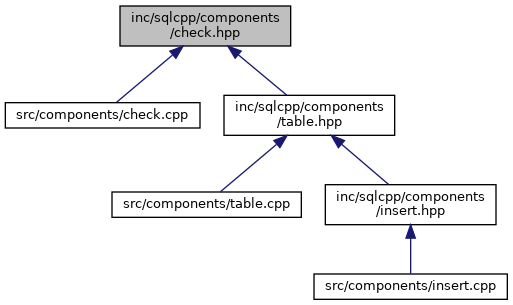 inc/sqlcpp/components
/check.hpp
src/components/check.cpp
inc/sqlcpp/components
/table.hpp
src/components/table.cpp
inc/sqlcpp/components
/insert.hpp
src/components/insert.cpp